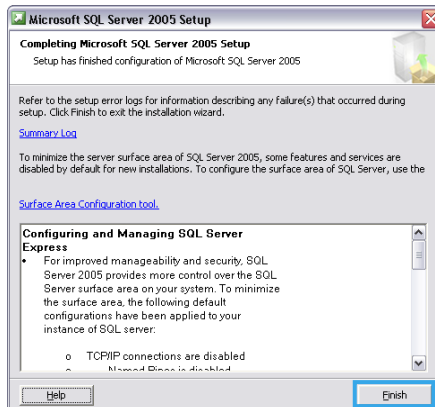 Microsoft SQL Server 2005 Setup
Completing Microsoft SQL Server 2005 Setup
Setup has finished configuration of Microsoft SQL Server 2005
Refer to the setup error logs for information describing any failure(s) that occurred during
setup. Click Finish to exit the installation wizard.
Summary Log
To minimize the server surface area of SQL Server 2005, some features and services are
disabled by default for new installations. To configure the surface area of SQL Server, use the
Surface Area Configuration tool.
Configuring and Managing SQL Server
Express
• For improved manageability and security, SQL
Server 2005 provides more control over the SQL
Server surface area on your system. To minimize
the surface area, the following default
configurations have been applied to your
instance of SQL server:
o TCP/IP connections are disabled
o Named Pipes is disabled
Help
Finish